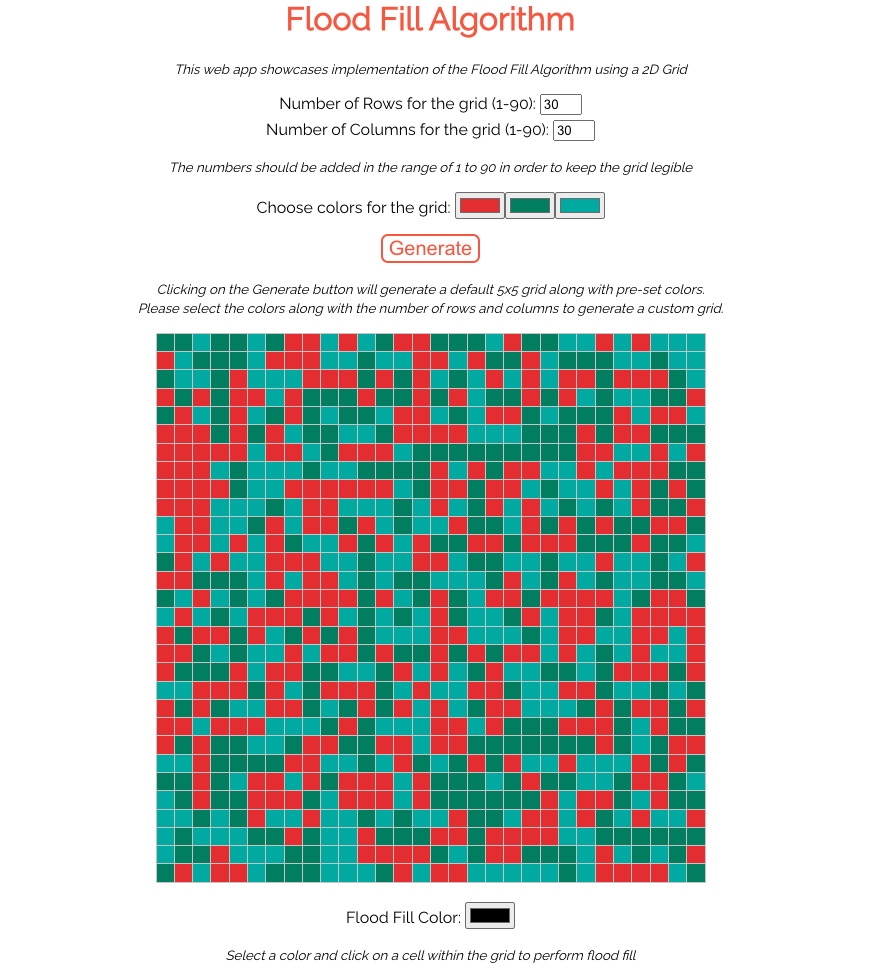 Flood Fill Algorithm
This web app showcases implementation of the Flood Fill Algorithm using a 2D Grid
Number of Rows for the grid (1-90): 30
Number of Columns for the grid (1-90): 30
The numbers should be added in the range of 1 to 90 in order to keep the grid legible
Choose colors for the grid:
Generate
Clicking on the Generate button will generate a default 5x5 grid along with pre-set colors.
Please select the colors along with the number of rows and columns to generate a custom grid.
Flood Fill Color:
Select a color and click on a cell within the grid to perform flood fill